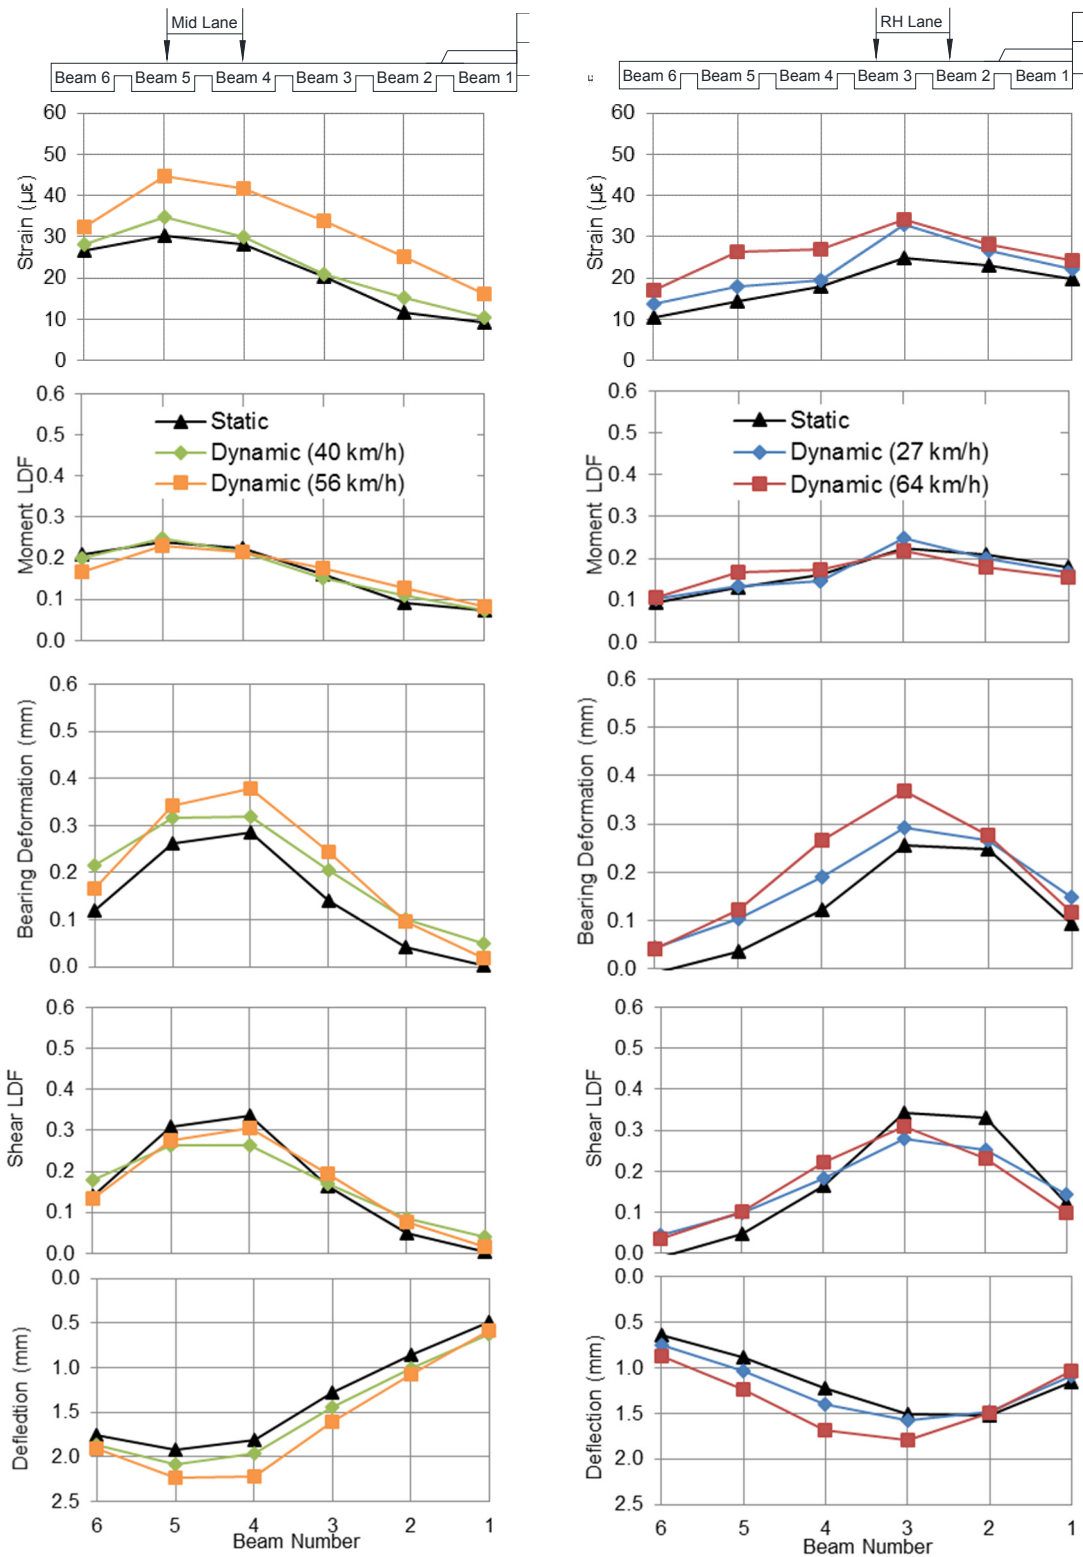 Mid Lane
Beam 6 Beam 5 Beam 4 Beam 3 Beam 2 Beam 1
60
50
40
30
20
10
0
Strain (με)
0.6
0.5
0.4
0.3
0.2
0.1
0.0
Moment LDF
Static
Dynamic (40 km/h)
Dynamic (56 km/h)
0.6
0.5
0.4
0.3
0.2
0.1
0.0
Bearing Deformation (mm)
0.6
0.5
0.4
0.3
0.2
0.1
0.0
Shear LDF
0.0
0.5
1.0
1.5
2.0
2.5
Defledtion (mm)
6 5 4 3 2 1
Beam Number
RH Lane
Beam 6 Beam 5 Beam 4 Beam 3 Beam 2 Beam 1
60
50
40
30
20
10
0
Strain (με)
0.6
0.5
0.4
0.3
0.2
0.1
0.0
Moment LDF
Static
Dynamic (27 km/h)
Dynamic (64 km/h)
0.6
0.5
0.4
0.3
0.2
0.1
0.0
Bearing Deformation (mm)
0.6
0.5
0.4
0.3
0.2
0.1
0.0
Shear LDF
0.0
0.5
1.0
1.5
2.0
2.5
Deflection (mm)
6 5 4 3 2 1
Beam Number